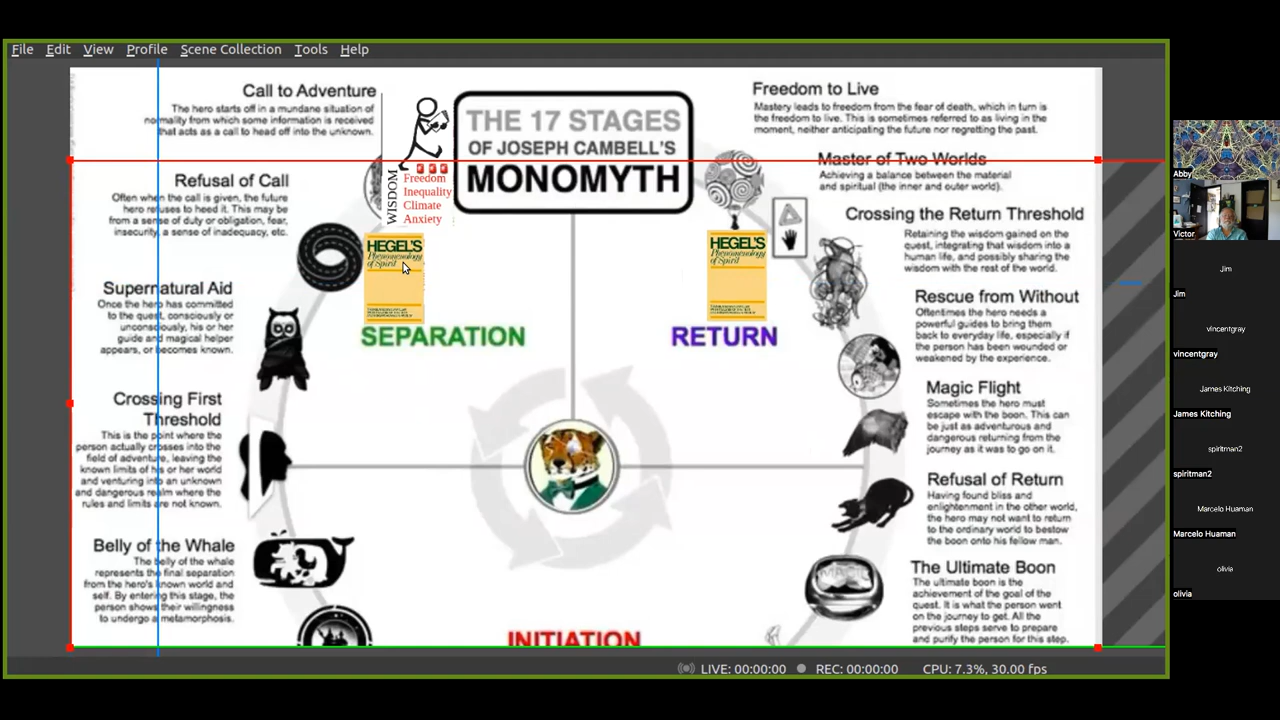 File Edit View Profile Scene Collection Tools Help
Call to Adventure
The hero starts off in a mundane situation of
normality from which some information is received
that acts as a call to head off into the unknown.
Refusal of Call
Often when the call is given, the future
hero refuses to heed it. This may be
from a sense of duty or obligation, fear,
insecurity, a sense of inadequacy, etc.
Supernatural Aid
Once the hero has committed
to the quest, consciously or
unconsciously, his or her
guide and magical helper
appears, or becomes known.
Crossing First
Threshold
This is the point where the
person actually crosses into the
field of adventure, leaving the
known limits of his or her world
and venturing into an unknown
and dangerous realm where the
rules and limits are not known.
Belly of the Whale
The belly of the whale
represents the final separation
from the hero's known world and
self. By entering this stage, the
person shows their willingness
to undergo a metamorphosis.
WISDOM
Freedom
Inequality
Climate
Anxiety
THE 17 STAGES
OF JOSEPH CAMBELL'S
MONOMYTH
HEGEL'S
Phenomenology
of Spirit
SEPARATION
HEGEL'S
Phenomenology
of Spirit
RETURN
INITIATION
Freedom to Live
Mastery leads to freedom from the fear of death, which in turn is
the freedom to live. This is sometimes referred to as living in the
moment, neither anticipating the future nor regretting the past.
Master of Two Worlds
Achieving a balance between the material
and spiritual (the inner and outer world).
Crossing the Return Threshold
Retaining the wisdom gained on the
quest, integrating that wisdom into a
human life, and possibly sharing the
wisdom with the rest of the world.
Rescue from Without
Oftentimes the hero needs a
powerful guides to bring them
back to everyday life, especially if
the person has been wounded or
weakened by the experience.
Magic Flight
Sometimes the hero must
escape with the boon. This can
be just as adventurous and
dangerous returning from the
journey as it was to go on it.
Refusal of Return
Having found bliss and
enlightenment in the other world,
the hero may not want to return
to the ordinary world to bestow
the boon onto his fellow man.
The Ultimate Boon
The ultimate boon is the
achievement of the goal of the
quest. It is what the person went
on the journey to get. All the
previous steps serve to prepare
and purify the person for this step.
LIVE: 00:00:00 REC: 00:00:00 CPU: 7.3%, 30.00 fps
Abby
Victor
Jim
Jim
vincentgray
vincentgray
James Kitching
James Kitching
spiritman2
spiritman2
Marcelo Huaman
Marcelo Huaman
olivia
olivia